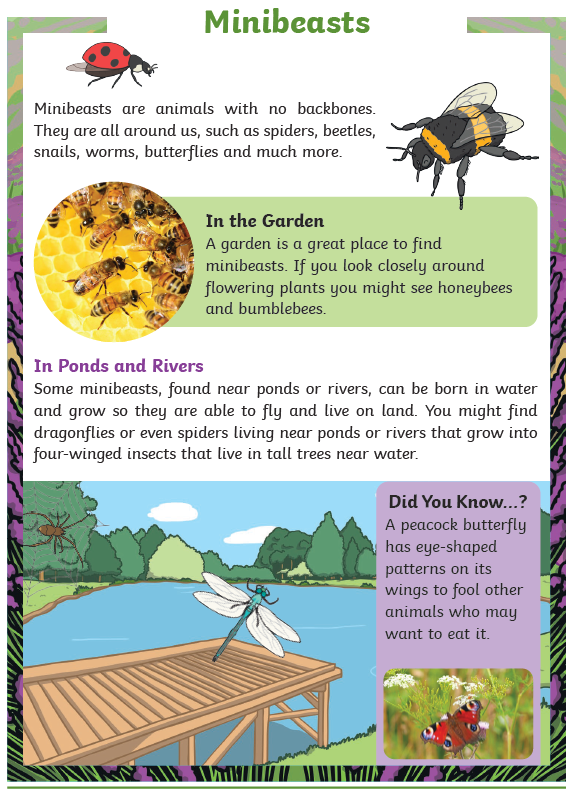 Minibeasts
Minibeasts are animals with no backbones.
They are all around us, such as spiders, beetles,
snails, worms, butterflies and much more.
In the Garden
A garden is a great place to find
minibeasts. If you look closely around
flowering plants you might see honeybees
and bumblebees.
In Ponds and Rivers
Some minibeasts, found near ponds or rivers, can be born in water
and grow so they are able to fly and live on land. You might find
dragonflies or even spiders living near ponds or rivers that grow into
four-winged insects that live in tall trees near water.
Did You Know...?
A peacock butterfly
has eye-shaped
patterns on its
wings to fool other
animals who may
want to eat it.